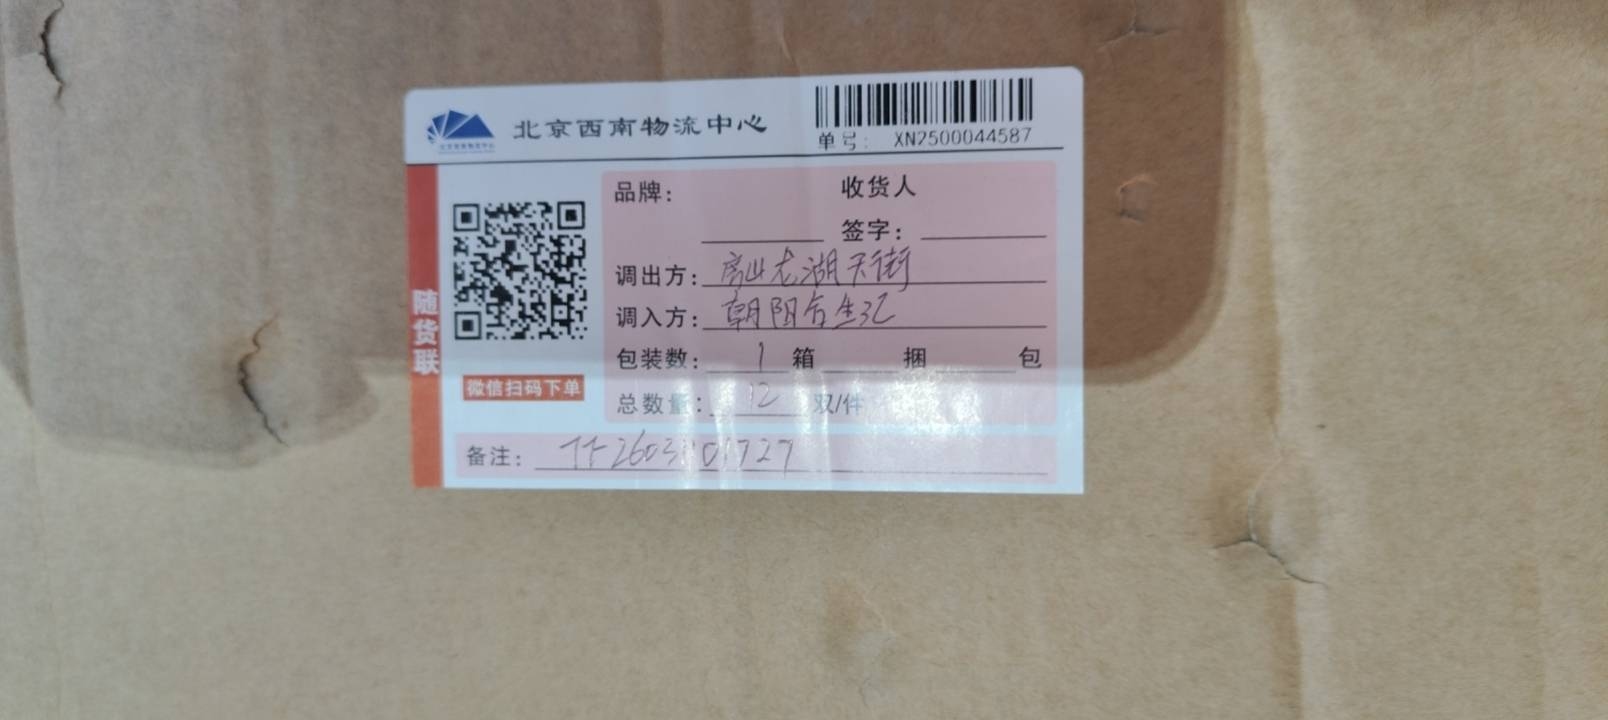 北京西南物流中心
单号: XN2500044587
品牌:
收货人
签字:
调出方: 房山龙湖天街
调入方: 朝阳合生汇
包装数: 1 箱 捆 包
总数量: 12 双/件
备注:
随货联
微信扫码下单